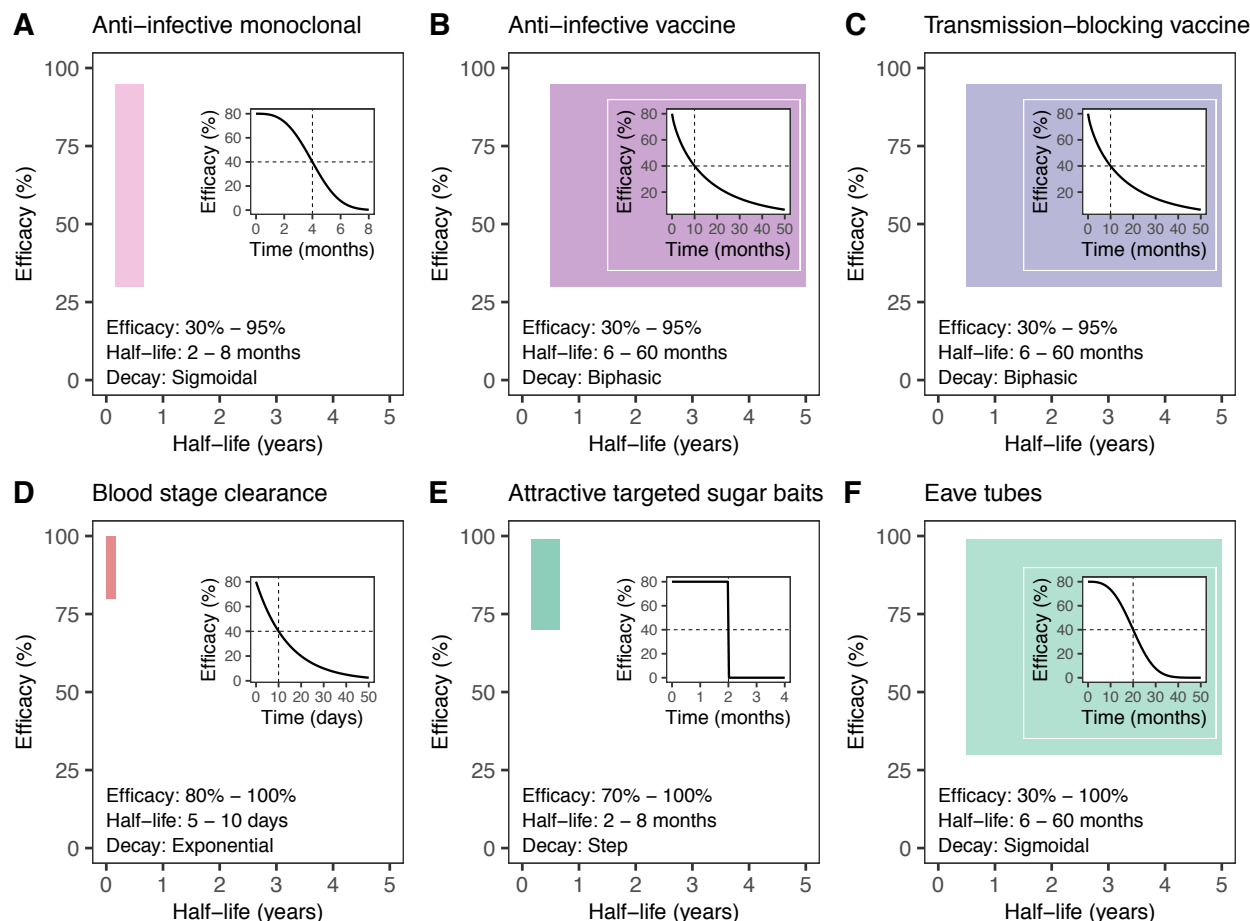 A Anti−infective monoclonal
Efficacy (%)
100
75
50
25
0
Efficacy (%)
80
60
40
20
0
0 2 4 6 8
Time (months)
Efficacy: 30% − 95%
Half−life: 2 − 8 months
Decay: Sigmoidal
0 1 2 3 4 5
Half−life (years)
B Anti−infective vaccine
Efficacy (%)
100
75
50
25
0
Efficacy (%)
80
60
40
20
0 10 20 30 40 50
Time (months)
Efficacy: 30% − 95%
Half−life: 6 − 60 months
Decay: Biphasic
0 1 2 3 4 5
Half−life (years)
C Transmission−blocking vaccine
Efficacy (%)
100
75
50
25
0
Efficacy (%)
80
60
40
20
0 10 20 30 40 50
Time (months)
Efficacy: 30% − 95%
Half−life: 6 − 60 months
Decay: Biphasic
0 1 2 3 4 5
Half−life (years)
D Blood stage clearance
Efficacy (%)
100
75
50
25
0
Efficacy (%)
80
60
40
20
0
0 10 20 30 40 50
Time (days)
Efficacy: 80% − 100%
Half−life: 5 − 10 days
Decay: Exponential
0 1 2 3 4 5
Half−life (years)
E Attractive targeted sugar baits
Efficacy (%)
100
75
50
25
0
Efficacy (%)
80
60
40
20
0
0 1 2 3 4
Time (months)
Efficacy: 70% − 100%
Half−life: 2 − 8 months
Decay: Step
0 1 2 3 4 5
Half−life (years)
F Eave tubes
Efficacy (%)
100
75
50
25
0
Efficacy (%)
80
60
40
20
0
0 10 20 30 40 50
Time (months)
Efficacy: 30% − 100%
Half−life: 6 − 60 months
Decay: Sigmoidal
0 1 2 3 4 5
Half−life (years)